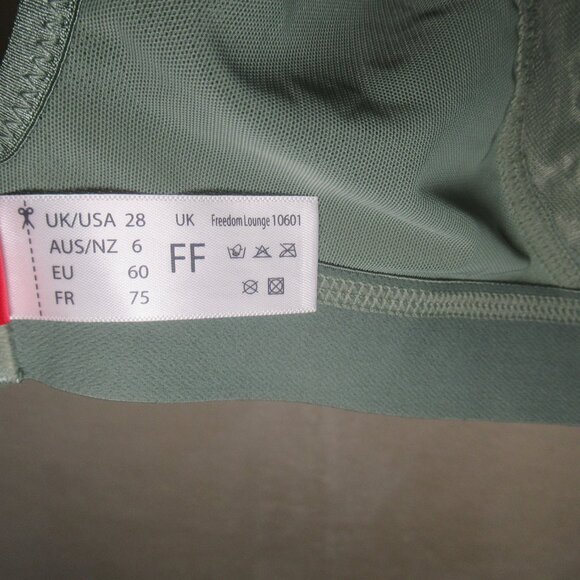 UK/USA 28 UK Freedom Lounge 10601
AUS/NZ 6 FF
EU 60
FR 75